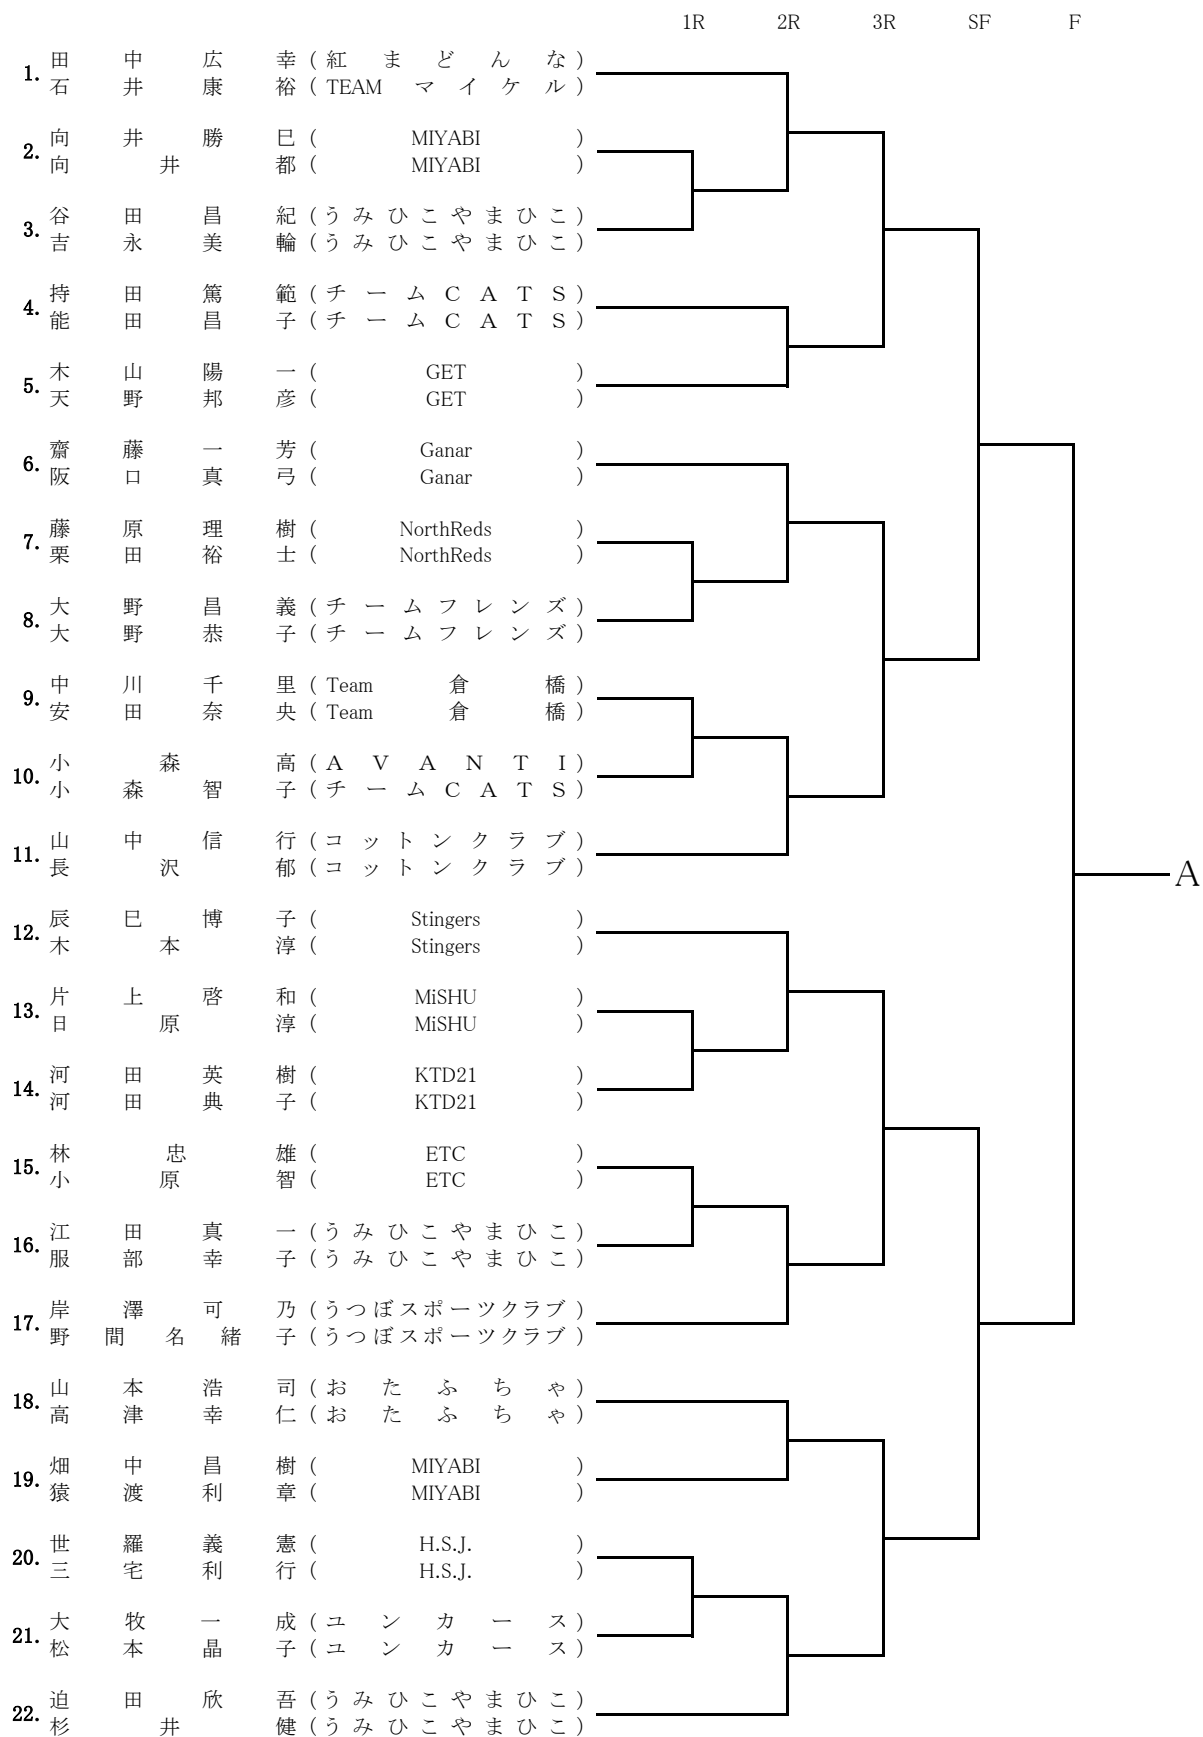 1R 2R 3R SF F
1. 田中広幸(紅まどんな)
石井康裕(TEAM マイケル)
2. 向井勝巳(MIYABI)
向井都(MIYABI)
3. 谷田昌紀(うみひこやまひこ)
吉永美輪(うみひこやまひこ)
4. 持田篤範(チームCATS)
能田昌子(チームCATS)
5. 木山陽一(GET)
天野邦彦(GET)
6. 齋藤一芳(Ganar)
阪口真弓(Ganar)
7. 藤原理樹(NorthReds)
栗田裕士(NorthReds)
8. 大野昌義(チームフレンズ)
大野恭子(チームフレンズ)
9. 中川千里(Team 倉橋)
安田奈央(Team 倉橋)
10. 小森高(AVANTI)
小森智子(チームCATS)
11. 山中信行(コットンクラブ)
長沢郁(コットンクラブ)
A
12. 辰巳博子(Stingers)
木本淳(Stingers)
13. 片上啓和(MiSHU)
日原淳(MiSHU)
14. 河田英樹(KTD21)
河田典子(KTD21)
15. 林忠雄(ETC)
小原智(ETC)
16. 江田真一(うみひこやまひこ)
服部幸子(うみひこやまひこ)
17. 岸澤可乃(うつぼスポーツクラブ)
野間名緒子(うつぼスポーツクラブ)
18. 山本浩司(おたふちゃ)
高津幸仁(おたふちゃ)
19. 畑中昌樹(MIYABI)
猿渡利章(MIYABI)
20. 世羅義憲(H.S.J.)
三宅利行(H.S.J.)
21. 大牧一成(ユンカース)
松本晶子(ユンカース)
22. 迫田欣吾(うみひこやまひこ)
杉井健(うみひこやまひこ)